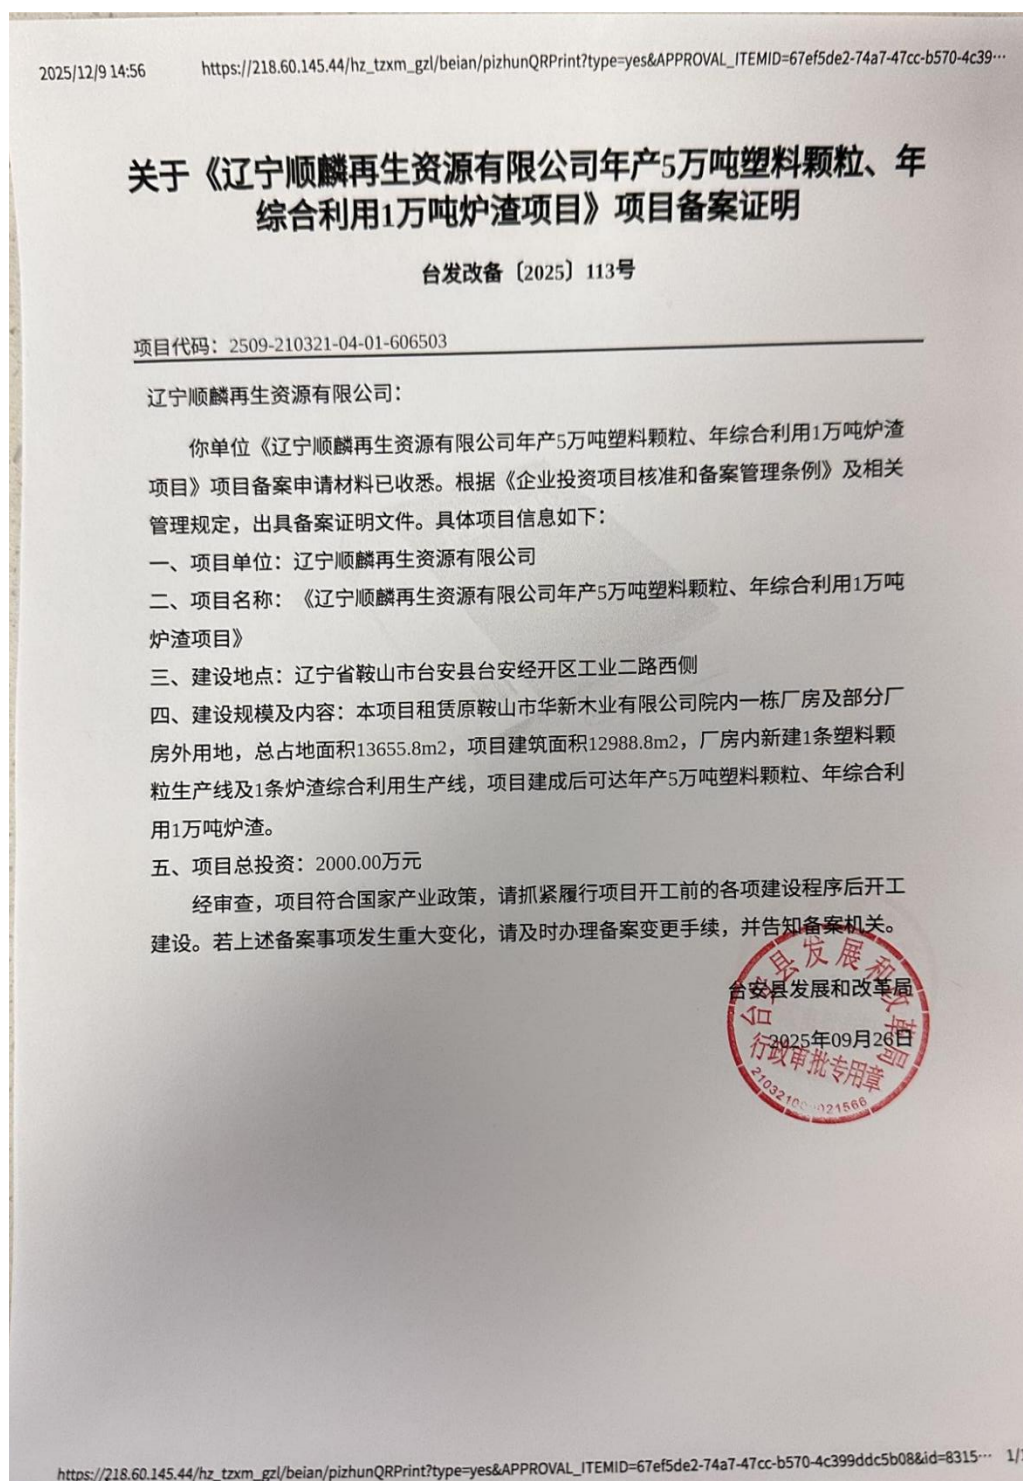 2025/12/9 14:56
https://218.60.145.44/hz_tzxm_gzl/beian/pizhunQRPrint?type=yes&APPROVAL_ITEMID=67ef5de2-74a7-47cc-b570-4c39···
关于《辽宁顺麟再生资源有限公司年产5万吨塑料颗粒、年
综合利用1万吨炉渣项目》项目备案证明
台发改备〔2025〕113号
项目代码：2509-210321-04-01-606503
辽宁顺麟再生资源有限公司：
你单位《辽宁顺麟再生资源有限公司年产5万吨塑料颗粒、年综合利用1万吨炉渣
项目》项目备案申请材料已收悉。根据《企业投资项目核准和备案管理条例》及相关
管理规定，出具备案证明文件。具体项目信息如下：
一、项目单位：辽宁顺麟再生资源有限公司
二、项目名称：《辽宁顺麟再生资源有限公司年产5万吨塑料颗粒、年综合利用1万吨
炉渣项目》
三、建设地点：辽宁省鞍山市台安县台安经开区工业二路西侧
四、建设规模及内容：本项目租赁原鞍山市华新木业有限公司院内一栋厂房及部分厂
房外用地，总占地面积13655.8m2，项目建筑面积12988.8m2，厂房内新建1条塑料颗
粒生产线及1条炉渣综合利用生产线，项目建成后可达年产5万吨塑料颗粒、年综合利
用1万吨炉渣。
五、项目总投资：2000.00万元
经审查，项目符合国家产业政策，请抓紧履行项目开工前的各项建设程序后开工
建设。若上述备案事项发生重大变化，请及时办理备案变更手续，并告知备案机关。
台安县发展和改革局
2025年09月26日
台安县发展和改革局
行政审批专用章
https://218.60.145.44/hz_tzxm_gzl/beian/pizhunQRPrint?type=yes&APPROVAL_ITEMID=67ef5de2-74a7-47cc-b570-4c399ddc5b08&id=8315···